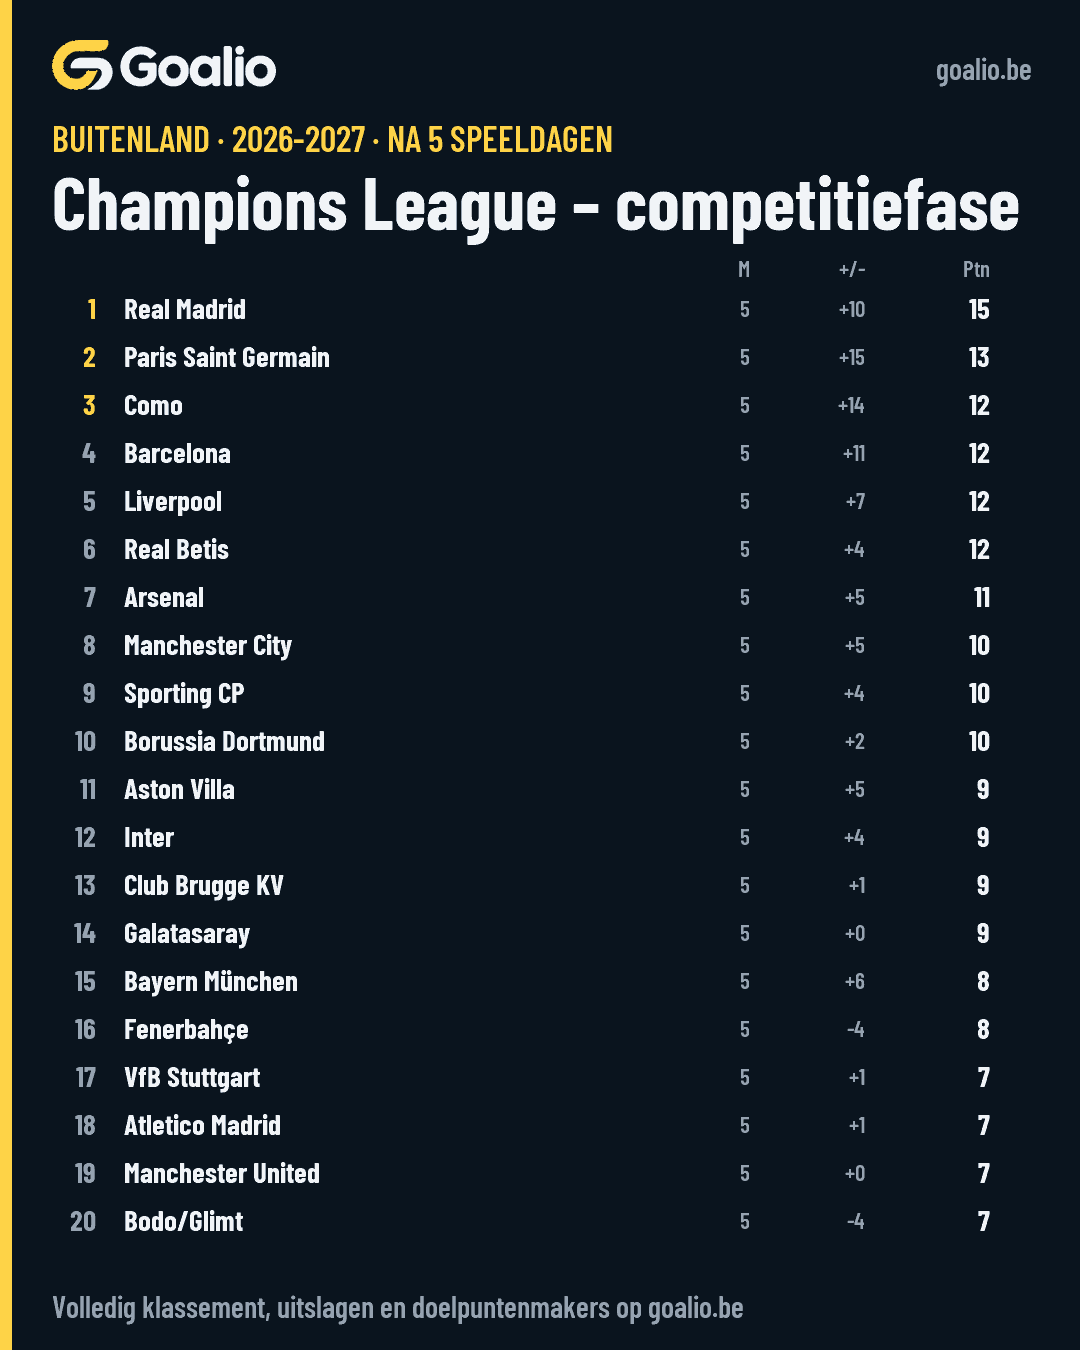 Goalio
goalio.be
BUITENLAND · 2026-2027 · NA 5 SPEELDAGEN
Champions League – competitiefase
M +/- Ptn
1 Real Madrid 5 +10 15
2 Paris Saint Germain 5 +15 13
3 Como 5 +14 12
4 Barcelona 5 +11 12
5 Liverpool 5 +7 12
6 Real Betis 5 +4 12
7 Arsenal 5 +5 11
8 Manchester City 5 +5 10
9 Sporting CP 5 +4 10
10 Borussia Dortmund 5 +2 10
11 Aston Villa 5 +5 9
12 Inter 5 +4 9
13 Club Brugge KV 5 +1 9
14 Galatasaray 5 +0 9
15 Bayern München 5 +6 8
16 Fenerbahçe 5 -4 8
17 VfB Stuttgart 5 +1 7
18 Atletico Madrid 5 +1 7
19 Manchester United 5 +0 7
20 Bodo/Glimt 5 -4 7
Volledig klassement, uitslagen en doelpuntenmakers op goalio.be